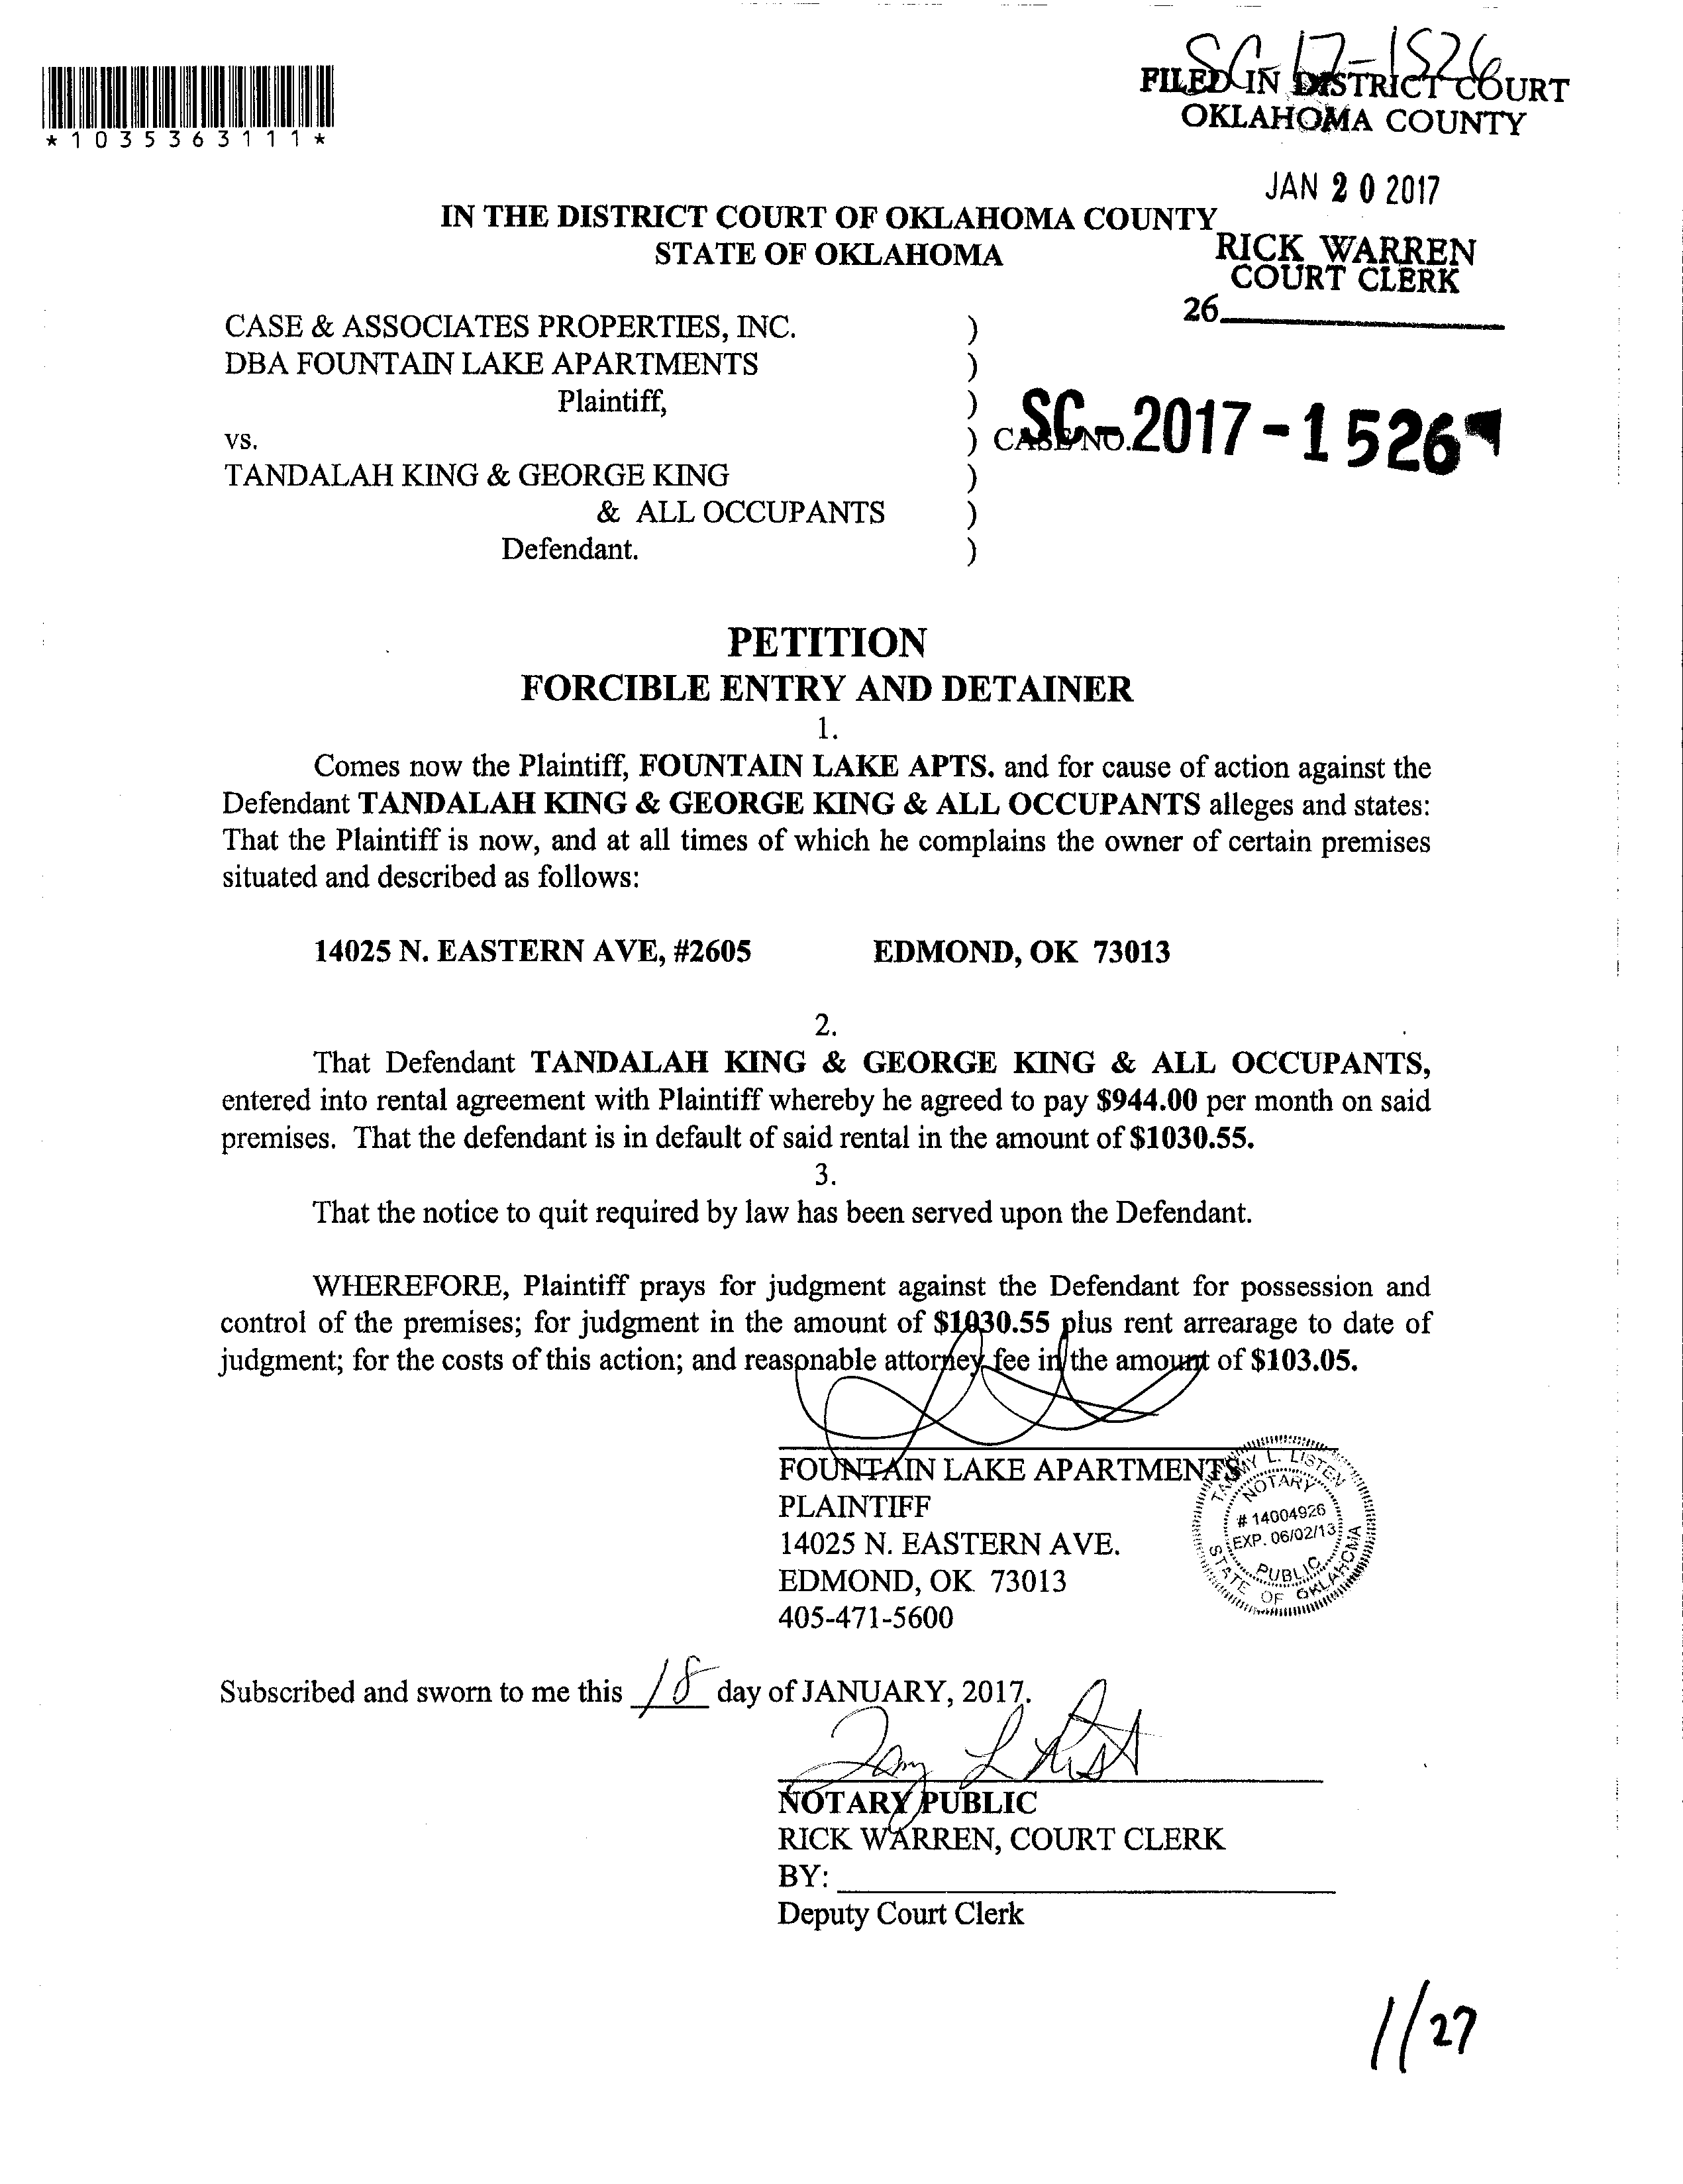 SC-17-1526
FILED IN DISTRICT COURT
OKLAHOMA COUNTY
*1035363111*
JAN 20 2017
IN THE DISTRICT COURT OF OKLAHOMA COUNTY
STATE OF OKLAHOMA
RICK WARREN
COURT CLERK
26
CASE & ASSOCIATES PROPERTIES, INC. )
DBA FOUNTAIN LAKE APARTMENTS )
Plaintiff, )
vs. ) CASE NO. SC-2017-1526
TANDALAH KING & GEORGE KING )
& ALL OCCUPANTS )
Defendant. )
PETITION
FORCIBLE ENTRY AND DETAINER
1.
Comes now the Plaintiff, FOUNTAIN LAKE APTS. and for cause of action against the
Defendant TANDALAH KING & GEORGE KING & ALL OCCUPANTS alleges and states:
That the Plaintiff is now, and at all times of which he complains the owner of certain premises
situated and described as follows:
14025 N. EASTERN AVE, #2605 EDMOND, OK 73013
2.
That Defendant TANDALAH KING & GEORGE KING & ALL OCCUPANTS,
entered into rental agreement with Plaintiff whereby he agreed to pay $944.00 per month on said
premises. That the defendant is in default of said rental in the amount of $1030.55.
3.
That the notice to quit required by law has been served upon the Defendant.
WHEREFORE, Plaintiff prays for judgment against the Defendant for possession and
control of the premises; for judgment in the amount of $1030.55 plus rent arrearage to date of
judgment; for the costs of this action; and reasonable attorney fee in the amount of $103.05.
FOUNTAIN LAKE APARTMENTS
PLAINTIFF
14025 N. EASTERN AVE.
EDMOND, OK 73013
405-471-5600
TAMMY L. LISTEN
NOTARY
# 14004926
EXP. 06/02/13
PUBLIC
STATE OF OKLAHOMA
Subscribed and sworn to me this 18 day of JANUARY, 2017.
NOTARY PUBLIC
RICK WARREN, COURT CLERK
BY:
Deputy Court Clerk
1/27